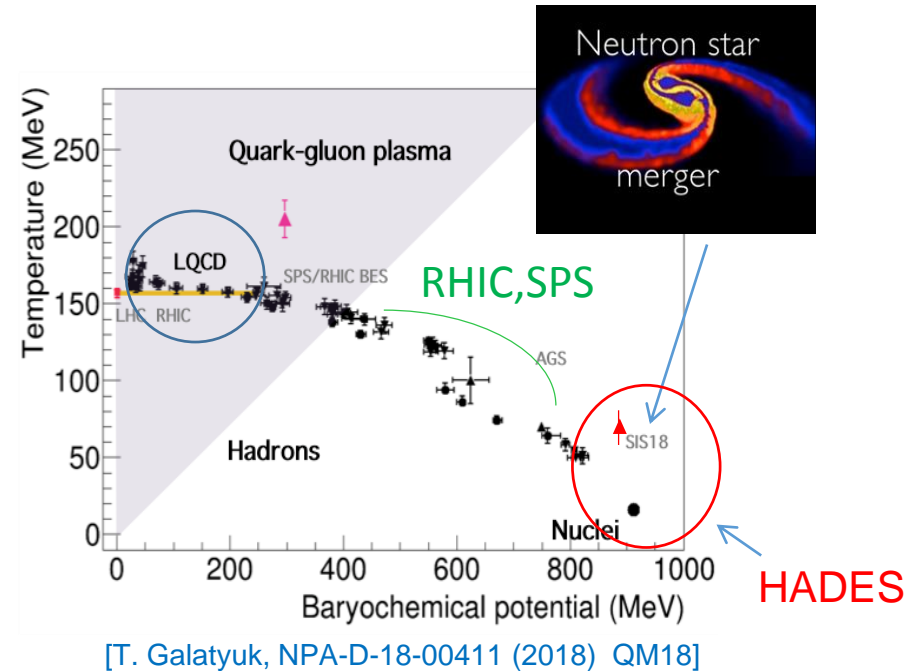 Neutron star
merger
Temperature (MeV)
250
200
150
100
50
0
Quark-gluon plasma
LQCD
SPS/RHIC BES
RHIC,SPS
LHC RHIC
AGS
SIS18
Hadrons
Nuclei
0 200 400 600 800 1000
Baryochemical potential (MeV)
HADES
[T. Galatyuk, NPA-D-18-00411 (2018) QM18]